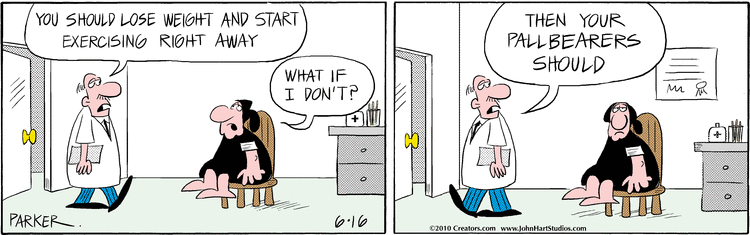 YOU SHOULD LOSE WEIGHT AND START
EXERCISING RIGHT AWAY
WHAT IF
I DON'T?
PARKER.
6-16
THEN YOUR
PALLBEARERS
SHOULD
©2010 Creators.com www.JohnHartStudios.com